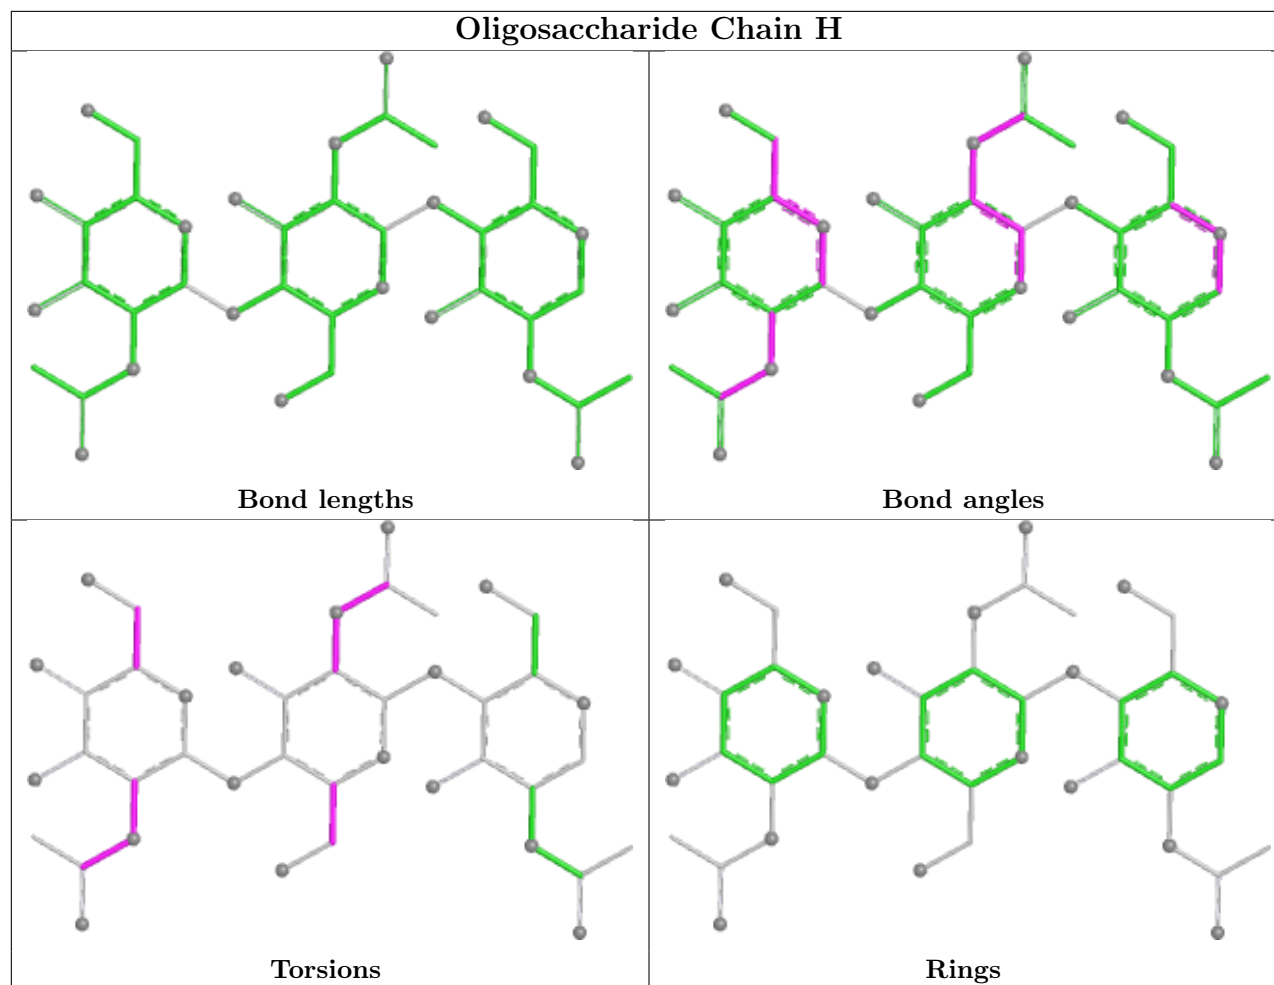 Oligosaccharide Chain H
Bond lengths
Bond angles
Torsions
Rings